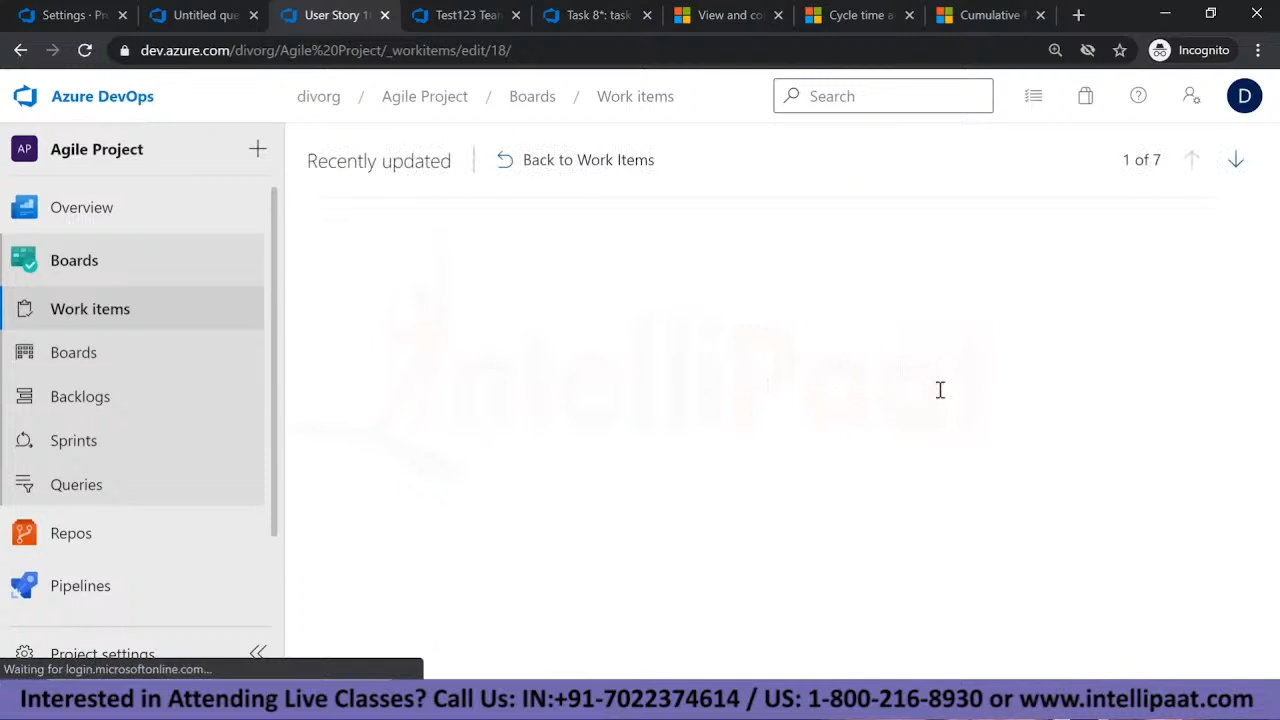 Settings - Pr
Untitled que
User Story 1
Test123 Tean
Task 8*: task
View and co
Cycle time a
Cumulative
dev.azure.com/divorg/Agile%20Project/_workitems/edit/18/
Incognito
Azure DevOps
divorg / Agile Project / Boards / Work items
Search
D
AP Agile Project
Recently updated
Back to Work Items
1 of 7
Overview
Boards
Work items
Boards
Backlogs
Sprints
Queries
Repos
Pipelines
Project settings
IntelliPaat
Waiting for login.microsoftonline.com...
Interested in Attending Live Classes? Call Us: IN:+91-7022374614 / US: 1-800-216-8930 or www.intellipaat.com